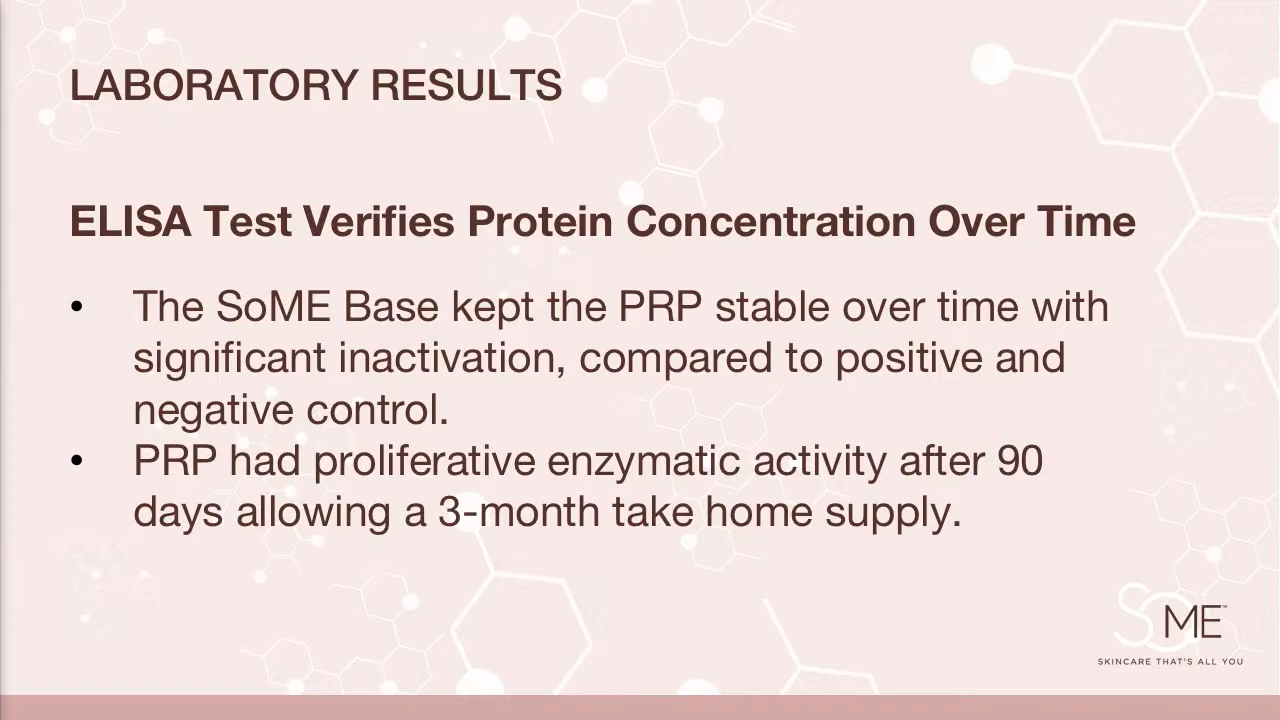 LABORATORY RESULTS
ELISA Test Verifies Protein Concentration Over Time
• The SoME Base kept the PRP stable over time with
significant inactivation, compared to positive and
negative control.
• PRP had proliferative enzymatic activity after 90
days allowing a 3-month take home supply.
SO ME™
SKINCARE THAT'S ALL YOU